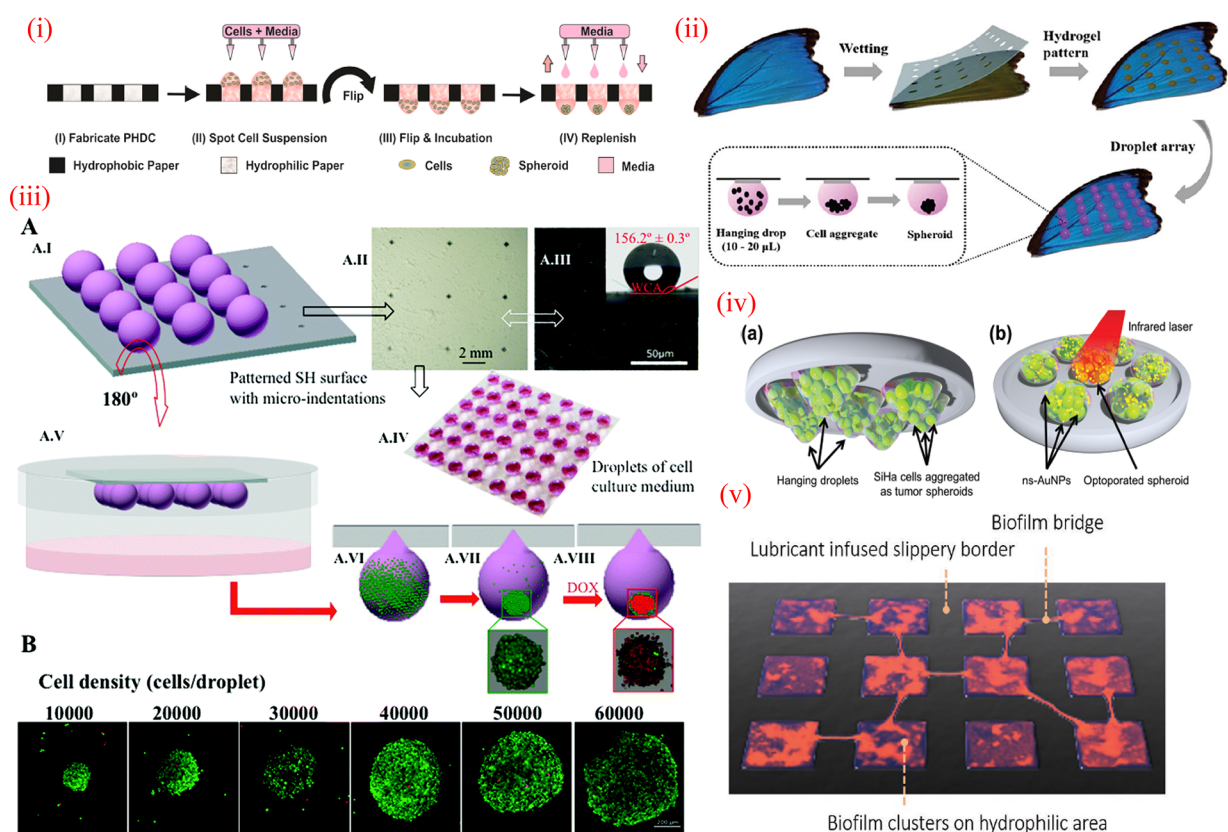 (i)
Cells + Media
Media
Flip
(I) Fabricate PHDC
(II) Spot Cell Suspension
(III) Flip & Incubation
(IV) Replenish
Hydrophobic Paper
Hydrophilic Paper
Cells
Spheroid
Media
(ii)
Wetting
Hydrogel
pattern
Droplet array
Hanging drop
(10 - 20 µL)
Cell aggregate
Spheroid
(iii)
A
A.I
A.II
2 mm
A.III
156.2º ± 0.3º
WCA
50µm
180º
Patterned SH surface
with micro-indentations
A.IV
Droplets of cell
culture medium
A.V
A.VI
A.VII
A.VIII
DOX
B
Cell density (cells/droplet)
10000
20000
30000
40000
50000
60000
200 µm
(iv)
(a)
Hanging droplets
SiHa cells aggregated
as tumor spheroids
(b)
Infrared laser
ns-AuNPs
Optoporated spheroid
(v)
Biofilm bridge
Lubricant infused slippery border
Biofilm clusters on hydrophilic area